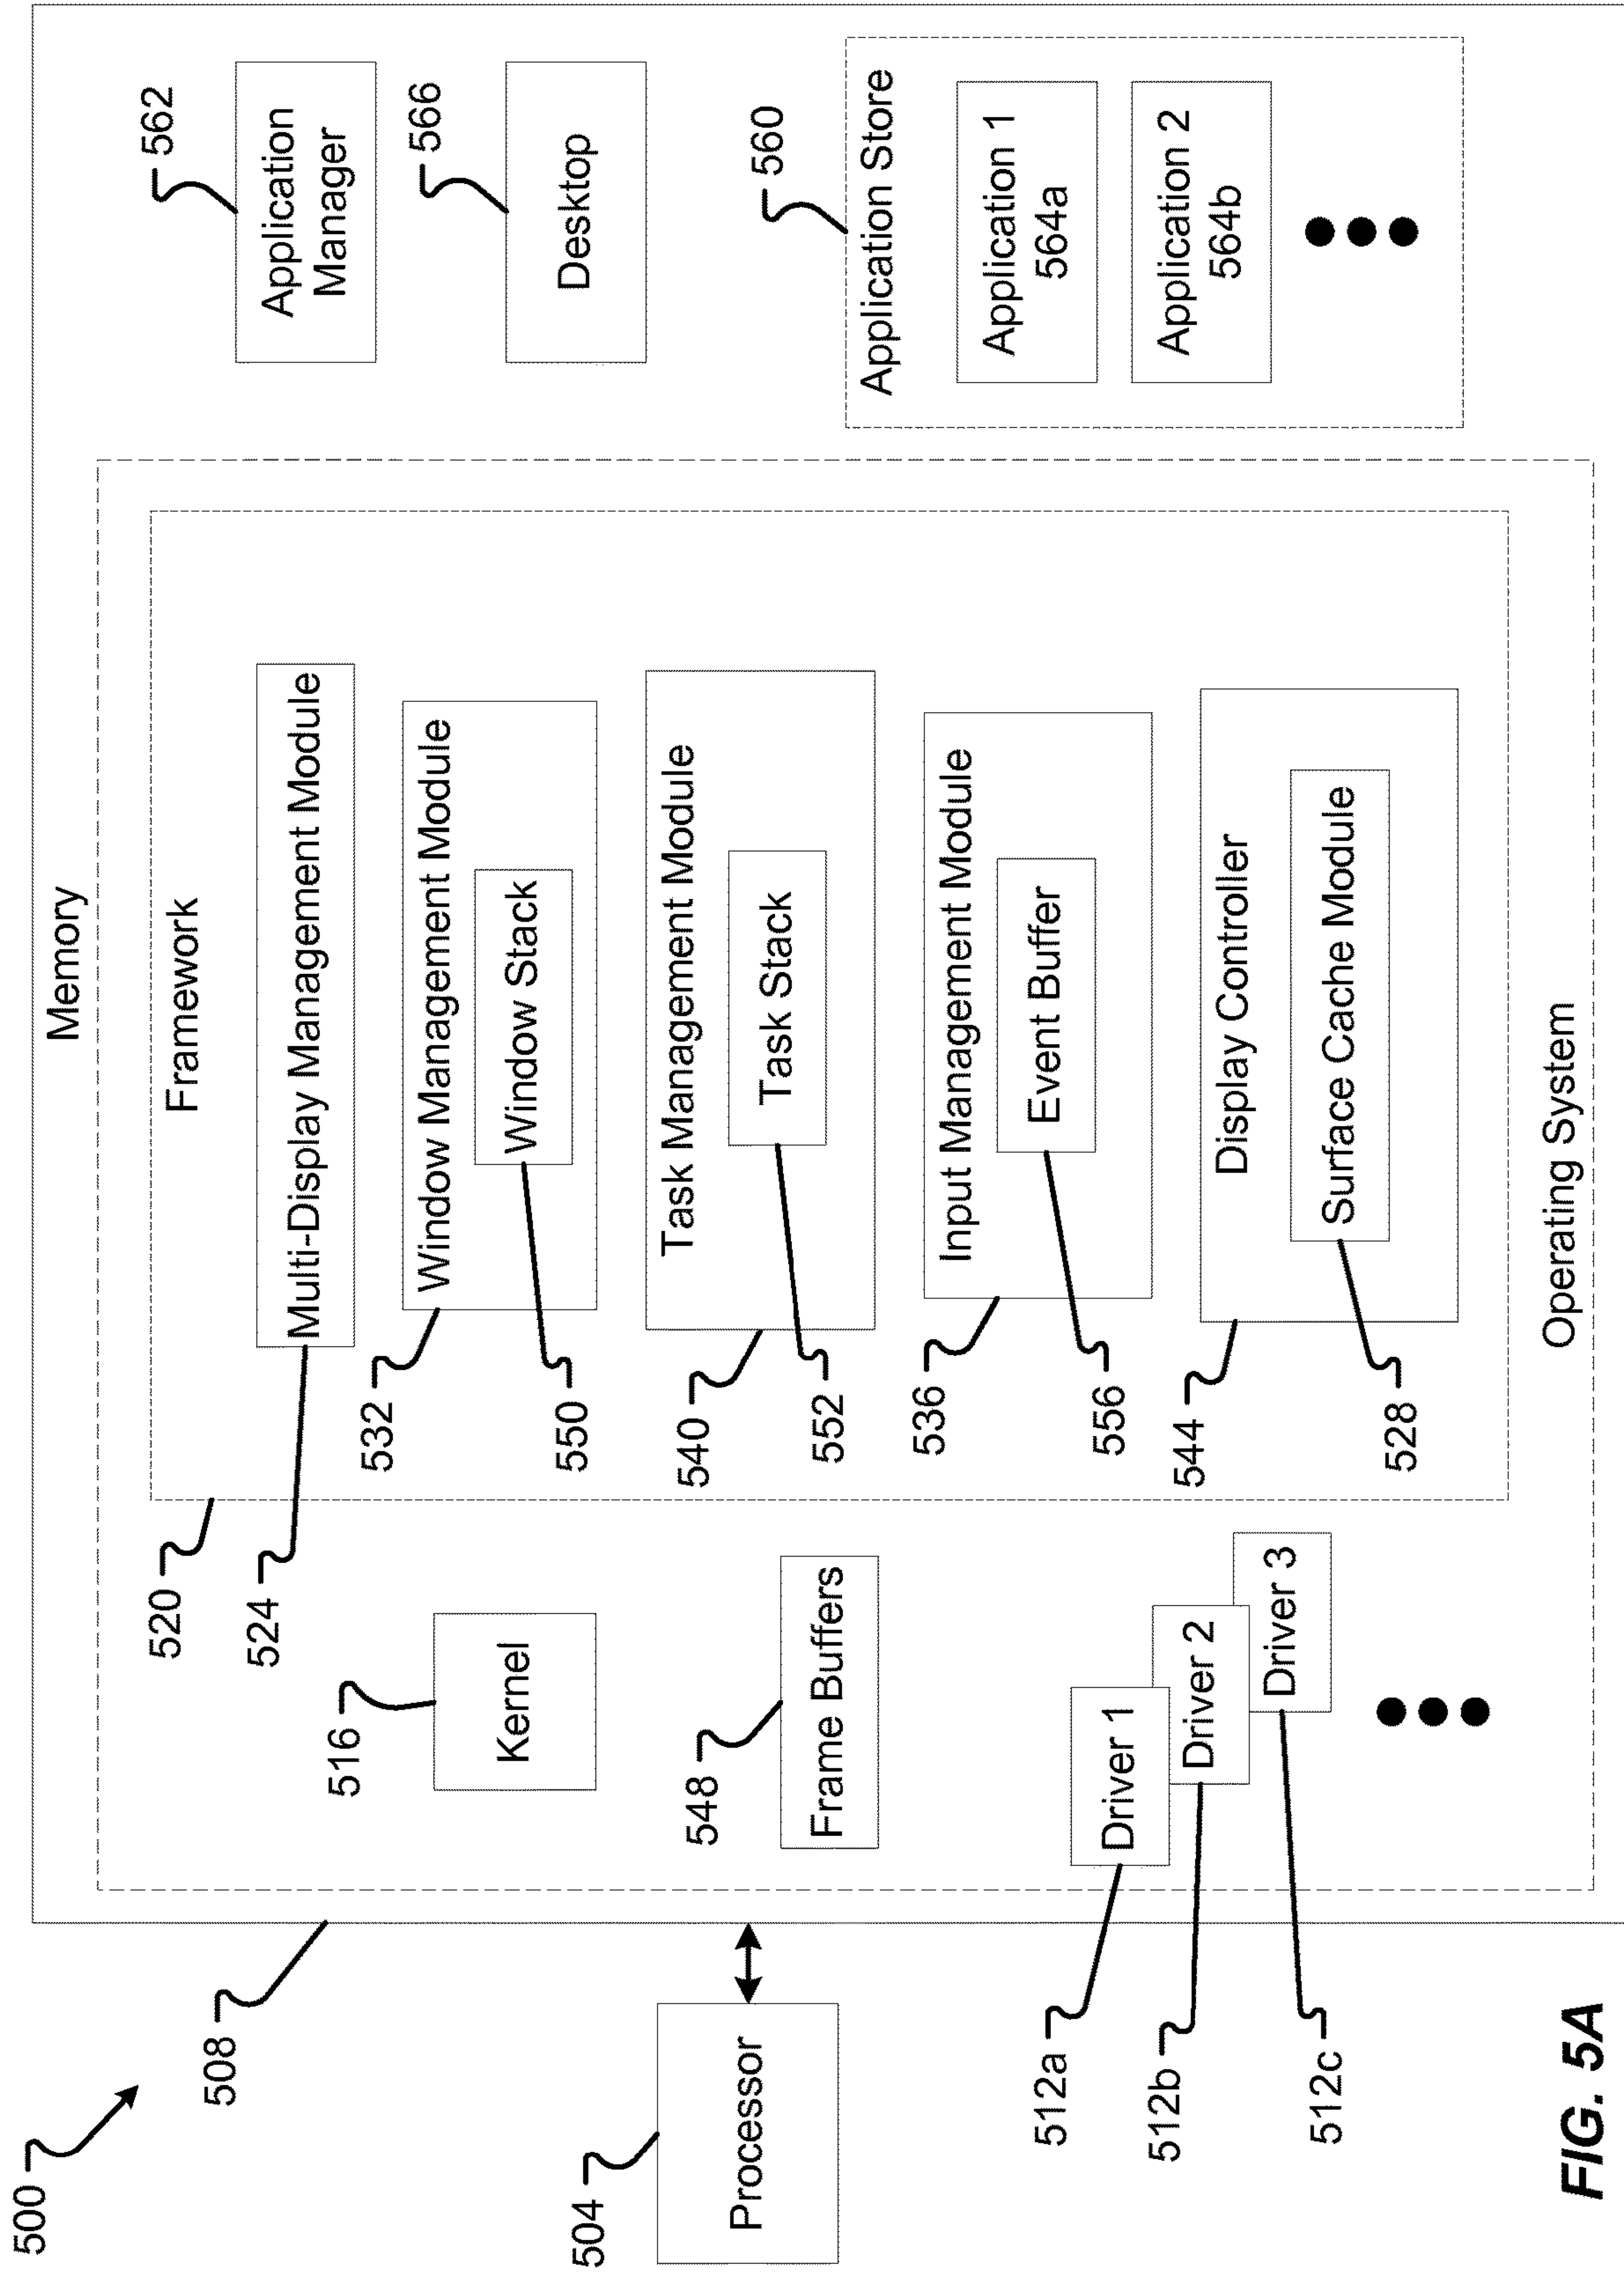 500
508
Memory
504
Processor
520
Framework
524
Multi-Display Management Module
516
Kernel
532
Window Management Module
550
Window Stack
548
Frame Buffers
540
Task Management Module
552
Task Stack
536
Input Management Module
556
Event Buffer
512a
Driver 1
512b
Driver 2
512c
Driver 3
544
Display Controller
528
Surface Cache Module
Operating System
562
Application
Manager
566
Desktop
560
Application Store
Application 1
564a
Application 2
564b
FIG. 5A